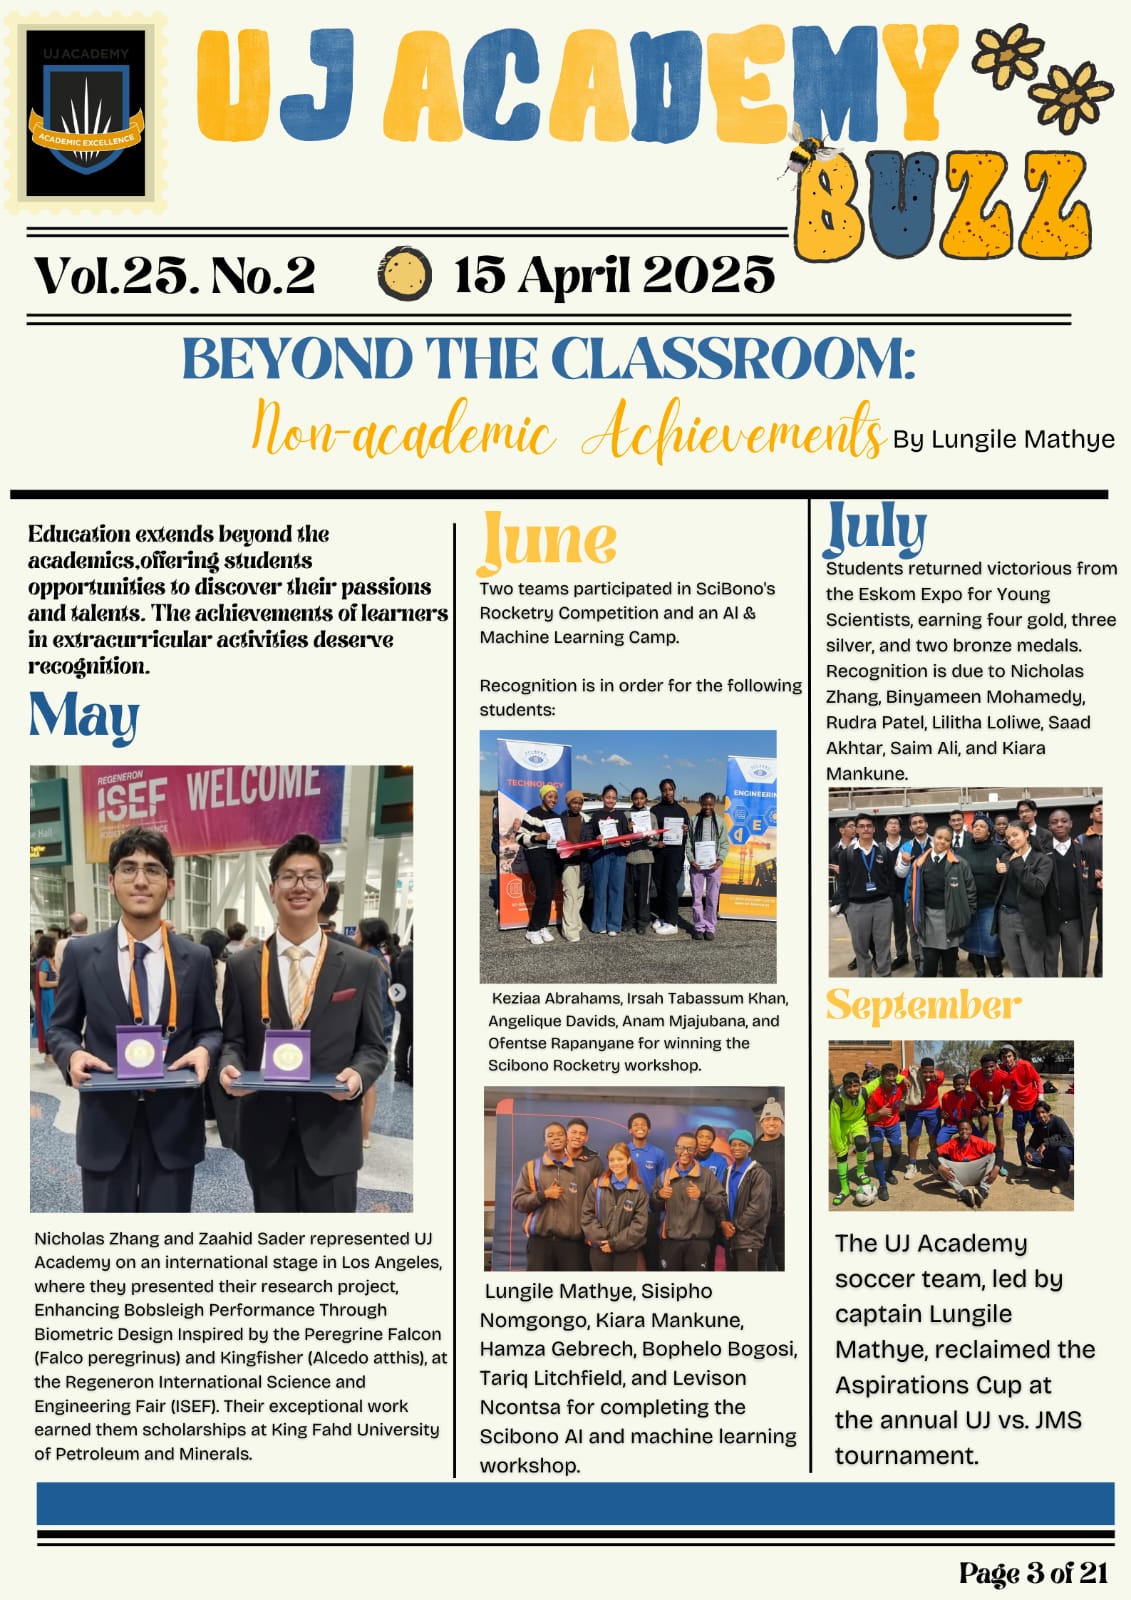 UJ ACADEMY
ACADEMIC EXCELLENCE
UJ ACADEMY
BUZZ
Vol.25. No.2
15 April 2025
BEYOND THE CLASSROOM:
Non-academic Achievements
By Lungile Mathye
Education extends beyond the
academics,offering students
opportunities to discover their passions
and talents. The achievements of learners
in extracurricular activities deserve
recognition.
May
REGENERON
ISEF
WELCOME
Nicholas Zhang and Zaahid Sader represented UJ
Academy on an international stage in Los Angeles,
where they presented their research project,
Enhancing Bobsleigh Performance Through
Biometric Design Inspired by the Peregrine Falcon
(Falco peregrinus) and Kingfisher (Alcedo atthis), at
the Regeneron International Science and
Engineering Fair (ISEF). Their exceptional work
earned them scholarships at King Fahd University
of Petroleum and Minerals.
June
Two teams participated in SciBono's
Rocketry Competition and an AI &
Machine Learning Camp.
Recognition is in order for the following
students:
TECHNOLOGY
ENGINEERIN
Keziaa Abrahams, Irsah Tabassum Khan,
Angelique Davids, Anam Mjajubana, and
Ofentse Rapanyane for winning the
Scibono Rocketry workshop.
Lungile Mathye, Sisipho
Nomgongo, Kiara Mankune,
Hamza Gebrech, Bophelo Bogosi,
Tariq Litchfield, and Levison
Ncontsa for completing the
Scibono AI and machine learning
workshop.
July
Students returned victorious from
the Eskom Expo for Young
Scientists, earning four gold, three
silver, and two bronze medals.
Recognition is due to Nicholas
Zhang, Binyameen Mohamedy,
Rudra Patel, Lilitha Loliwe, Saad
Akhtar, Saim Ali, and Kiara
Mankune.
September
The UJ Academy
soccer team, led by
captain Lungile
Mathye, reclaimed the
Aspirations Cup at
the annual UJ vs. JMS
tournament.
Page 3 of 21